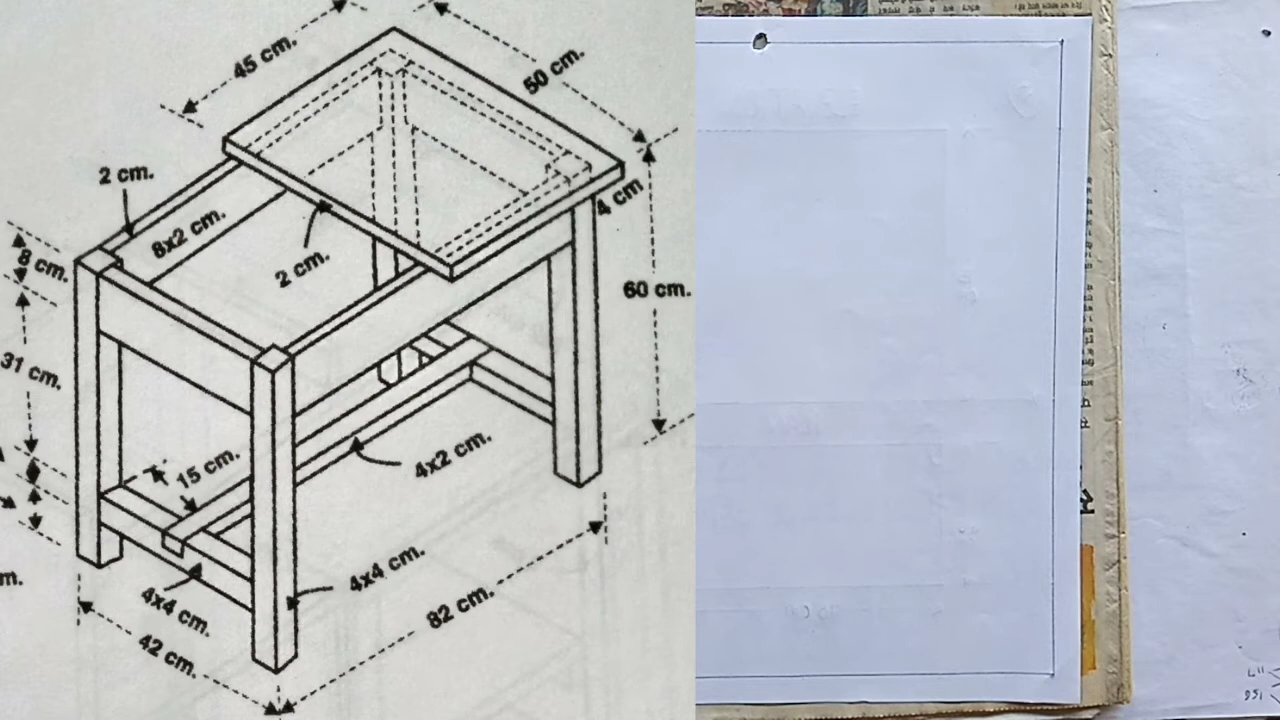 45 cm.
50 cm.
2 cm.
8x2 cm.
4 cm
8 cm.
2 cm.
60 cm.
31 cm.
15 cm.
4x2 cm.
4x4 cm.
4x4 cm.
82 cm.
42 cm.
m.